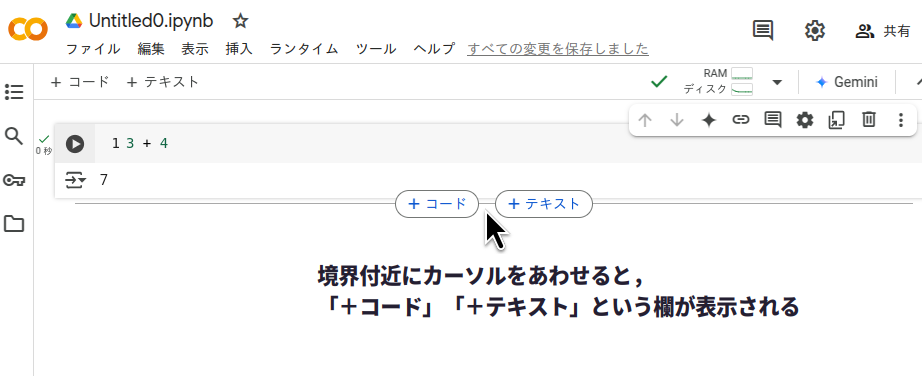 Untitled0.ipynb
ファイル 編集 表示 挿入 ランタイム ツール ヘルプ すべての変更を保存しました
共有
+ コード + テキスト
RAM
ディスク
Gemini
0 秒
1 3 + 4
7
+ コード + テキスト
境界付近にカーソルをあわせると，
「＋コード」「＋テキスト」という欄が表示される